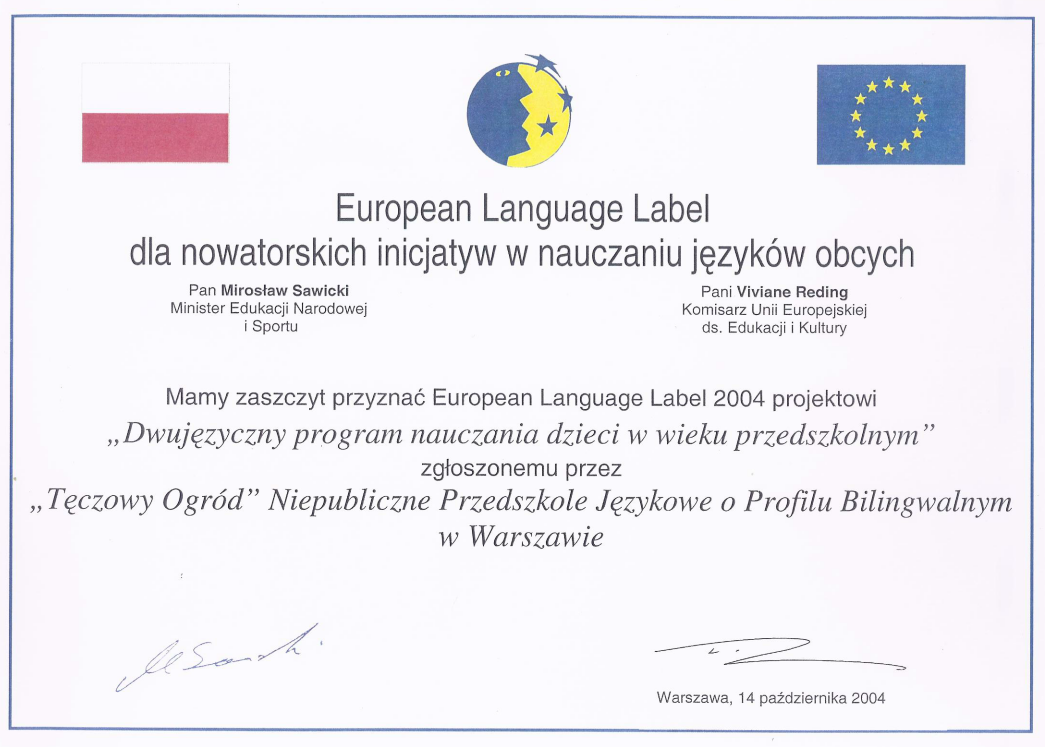 European Language Label
dla nowatorskich inicjatyw w nauczaniu języków obcych
Pan Mirosław Sawicki
Minister Edukacji Narodowej
i Sportu
Pani Viviane Reding
Komisarz Unii Europejskiej
ds. Edukacji i Kultury
Mamy zaszczyt przyznać European Language Label 2004 projektowi
„Dwujęzyczny program nauczania dzieci w wieku przedszkolnym”
zgłoszonemu przez
„Tęczowy Ogród” Niepubliczne Przedszkole Językowe o Profilu Bilingwalnym
w Warszawie
Warszawa, 14 października 2004